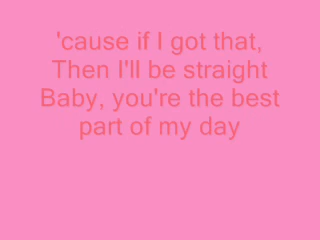 'cause if I got that,
Then I'll be straight
Baby, you're the best
part of my day